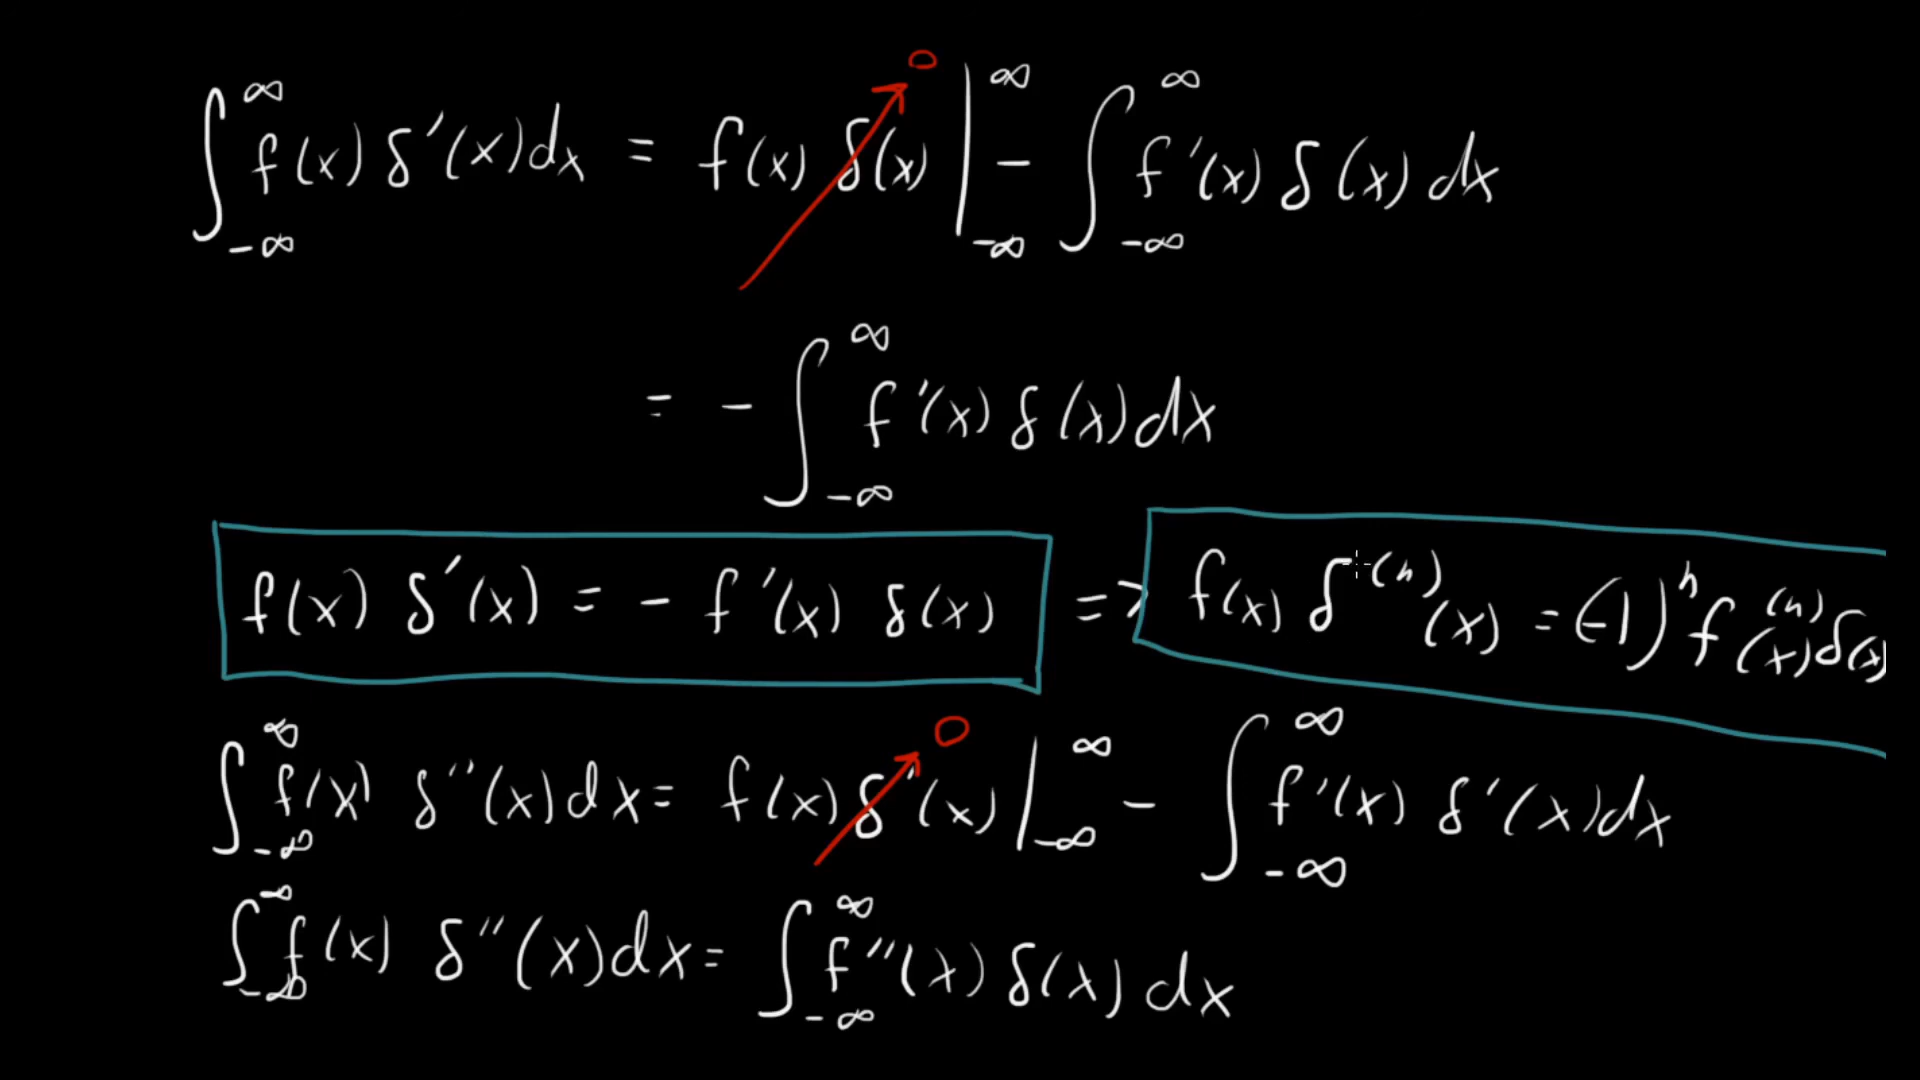 ∫_{-∞}^{∞} f(x) δ'(x)dx = f(x) δ(x) |_{-∞}^{∞} - ∫_{-∞}^{∞} f'(x) δ(x) dx
0
= - ∫_{-∞}^{∞} f'(x) δ(x) dx
f(x) δ'(x) = - f'(x) δ(x) => f(x) δ^{(n)}(x) = (-1)^n f^{(n)}(x) δ(x)
∫_{-∞}^{∞} f(x) δ''(x)dx = f(x) δ'(x) |_{-∞}^{∞} - ∫_{-∞}^{∞} f'(x) δ'(x)dx
0
∫_{-∞}^{∞} f(x) δ''(x)dx = ∫_{-∞}^{∞} f''(x) δ(x) dx